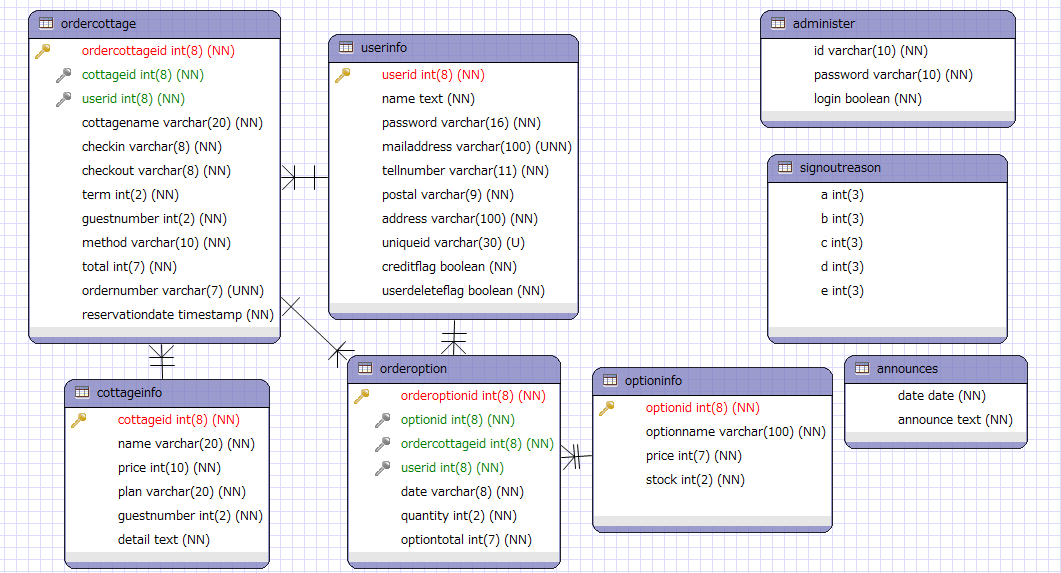 ordercottage
ordercottageid int(8) (NN)
cottageid int(8) (NN)
userid int(8) (NN)
cottagename varchar(20) (NN)
checkin varchar(8) (NN)
checkout varchar(8) (NN)
term int(2) (NN)
guestnumber int(2) (NN)
method varchar(10) (NN)
total int(7) (NN)
ordernumber varchar(7) (UNN)
reservationdate timestamp (NN)
userinfo
userid int(8) (NN)
name text (NN)
password varchar(16) (NN)
mailaddress varchar(100) (UNN)
tellnumber varchar(11) (NN)
postal varchar(9) (NN)
address varchar(100) (NN)
uniqueid varchar(30) (U)
creditflag boolean (NN)
userdeleteflag boolean (NN)
administer
id varchar(10) (NN)
password varchar(10) (NN)
login boolean (NN)
signoutreason
a int(3)
b int(3)
c int(3)
d int(3)
e int(3)
cottageinfo
cottageid int(8) (NN)
name varchar(20) (NN)
price int(10) (NN)
plan varchar(20) (NN)
guestnumber int(2) (NN)
detail text (NN)
orderoption
orderoptionid int(8) (NN)
optionid int(8) (NN)
ordercottageid int(8) (NN)
userid int(8) (NN)
date varchar(8) (NN)
quantity int(2) (NN)
optiontotal int(7) (NN)
optioninfo
optionid int(8) (NN)
optionname varchar(100) (NN)
price int(7) (NN)
stock int(2) (NN)
announces
date date (NN)
announce text (NN)